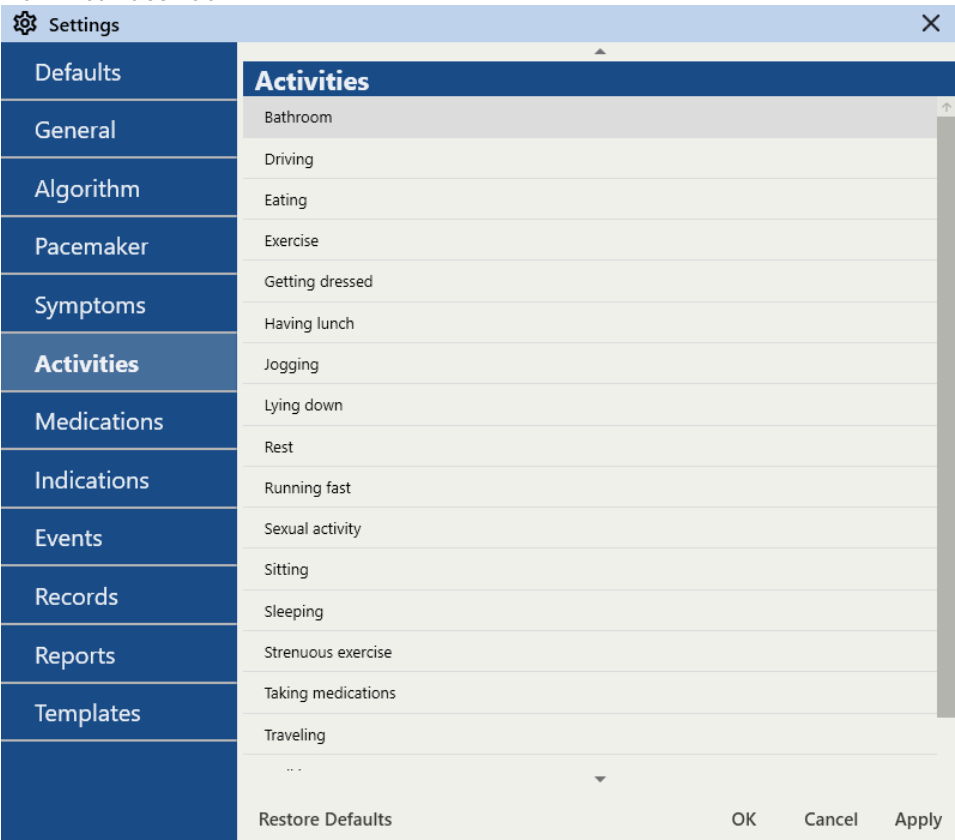 Settings
Defaults
General
Algorithm
Pacemaker
Symptoms
Activities
Medications
Indications
Events
Records
Reports
Templates
Activities
Bathroom
Driving
Eating
Exercise
Getting dressed
Having lunch
Jogging
Lying down
Rest
Running fast
Sexual activity
Sitting
Sleeping
Strenuous exercise
Taking medications
Traveling
Restore Defaults
OK Cancel Apply